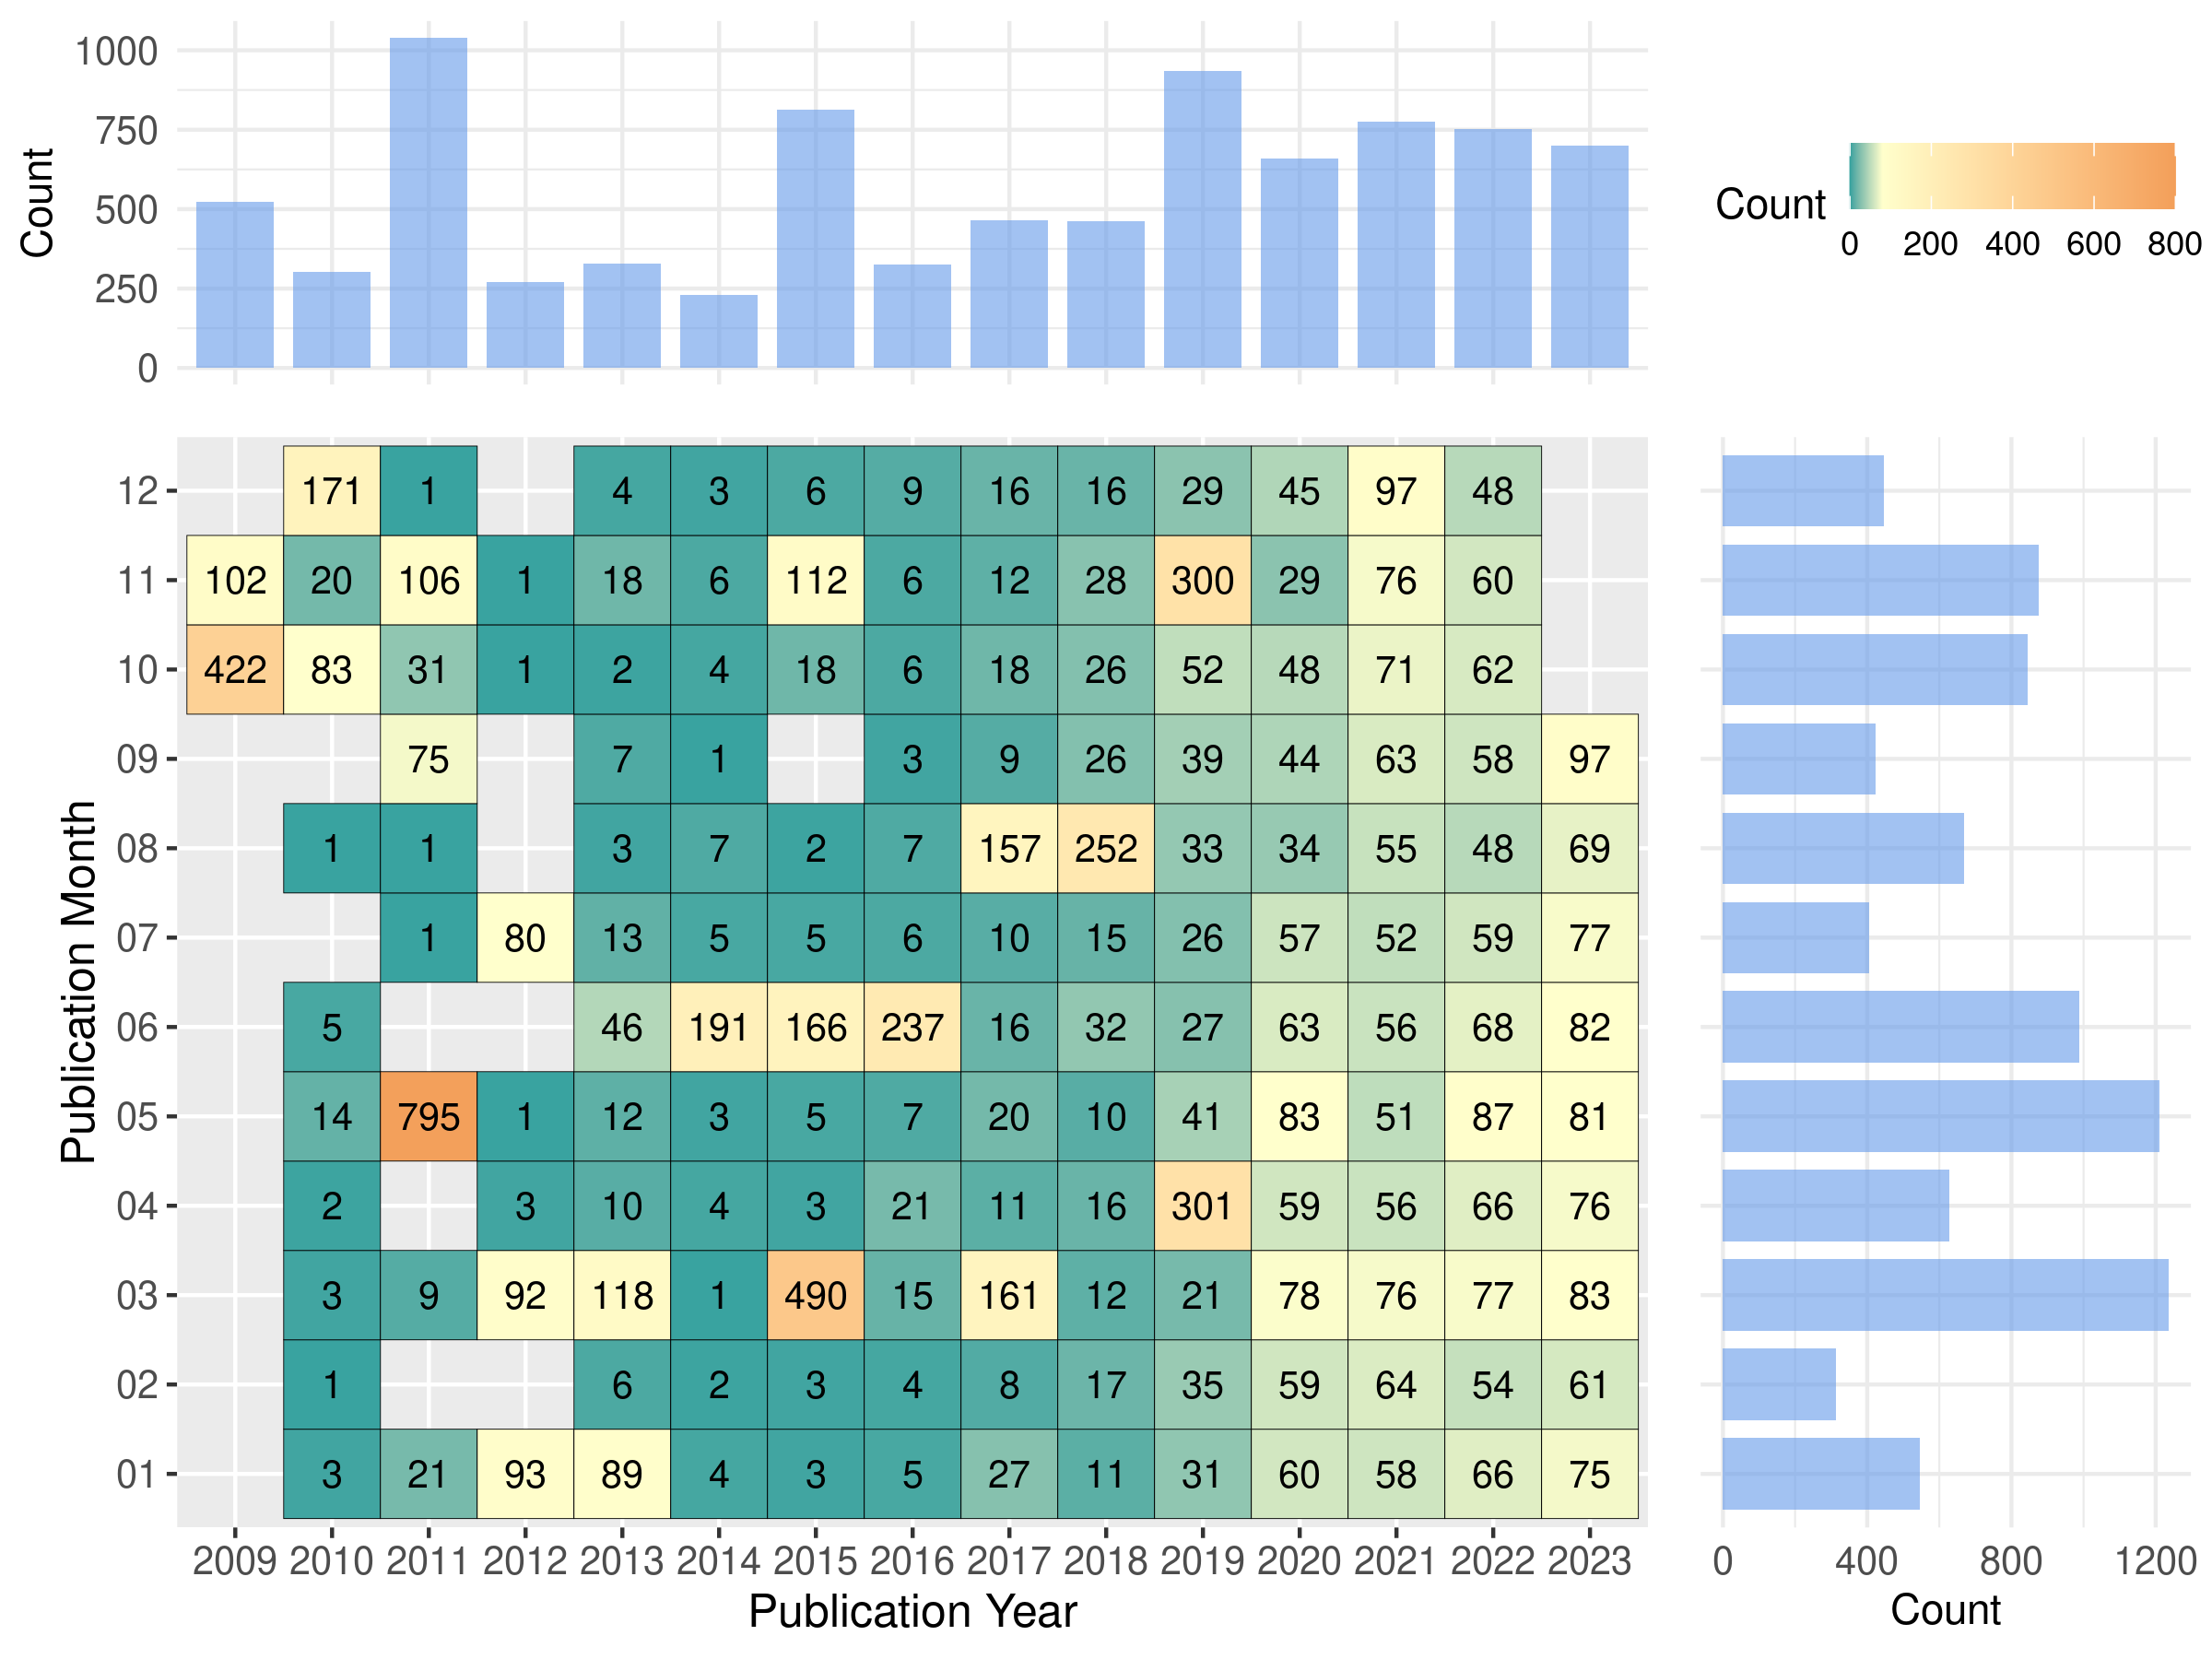 1000
750
500
250
0
Count
Count
0 200 400 600 800
12 171 1 4 3 6 9 16 16 29 45 97 48
11 102 20 106 1 18 6 112 6 12 28 300 29 76 60
10 422 83 31 1 2 4 18 6 18 26 52 48 71 62
09 75 7 1 3 9 26 39 44 63 58 97
08 1 1 3 7 2 7 157 252 33 34 55 48 69
07 1 80 13 5 5 6 10 15 26 57 52 59 77
06 5 46 191 166 237 16 32 27 63 56 68 82
05 14 795 1 12 3 5 7 20 10 41 83 51 87 81
04 2 3 10 4 3 21 11 16 301 59 56 66 76
03 3 9 92 118 1 490 15 161 12 21 78 76 77 83
02 1 6 2 3 4 8 17 35 59 64 54 61
01 3 21 93 89 4 3 5 27 11 31 60 58 66 75
Publication Month
2009 2010 2011 2012 2013 2014 2015 2016 2017 2018 2019 2020 2021 2022 2023
Publication Year
0 400 800 1200
Count